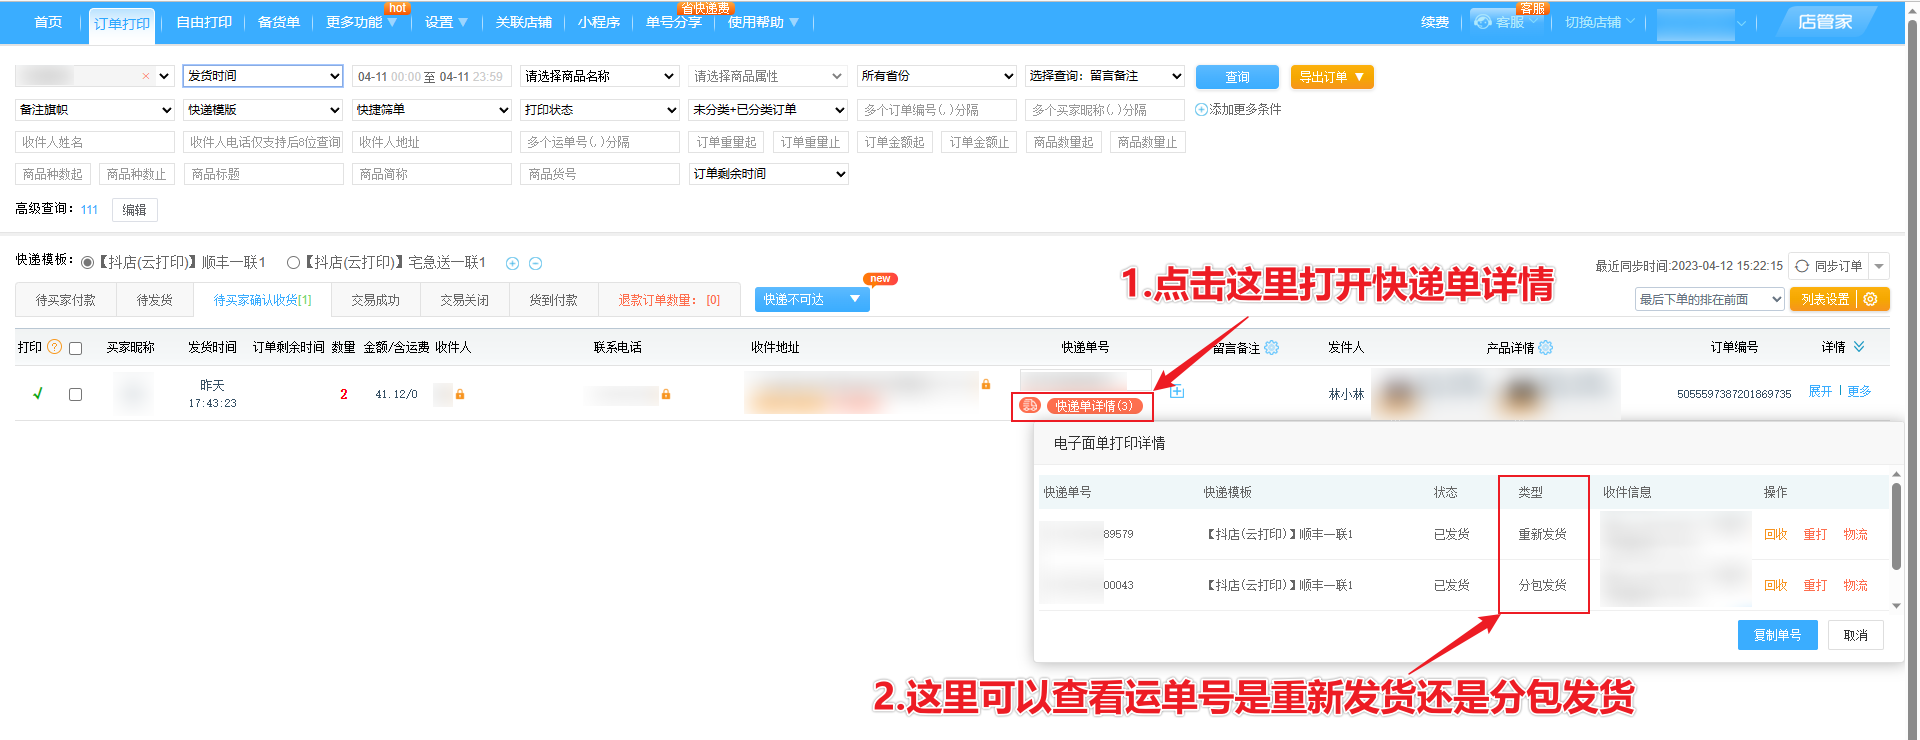 首页 订单打印 自由打印 备货单 更多功能 hot 设置 关联店铺 小程序 单号分享 省快递费 使用帮助 续费 客服 客服 切换店铺 店管家
× 发货时间 04-11 00:00 至 04-11 23:59 请选择商品名称 请选择商品属性 所有省份 选择查询：留言备注 查询 导出订单
备注旗帜 快递模版 快捷筛单 打印状态 未分类+已分类订单 多个订单编号(,)分隔 多个买家昵称(,)分隔 添加更多条件
收件人姓名 收件人电话仅支持后8位查询 收件人地址 多个运单号(,)分隔 订单重量起 订单重量止 订单金额起 订单金额止 商品数量起 商品数量止
商品种数起 商品种数止 商品标题 商品简称 商品货号 订单剩余时间
高级查询： 111 编辑
快递模板： 【抖店(云打印)】顺丰一联1 【抖店(云打印)】宅急送一联1 最近同步时间:2023-04-12 15:22:15 同步订单
待买家付款 待发货 待买家确认收货[1] 交易成功 交易关闭 货到付款 退款订单数量： [0] 快递不可达 new 最后下单的排在前面 列表设置
1.点击这里打开快递单详情
打印 ? 买家昵称 发货时间 订单剩余时间 数量 金额/含运费 收件人 联系电话 收件地址 快递单号 留言备注 发件人 产品详情 订单编号 详情
昨天
17:43:23 2 41.12/0 林小林 5055597387201869735 展开 更多
快递单详情(3)
电子面单打印详情
快递单号 快递模板 状态 类型 收件信息 操作
89579 【抖店(云打印)】顺丰一联1 已发货 重新发货 回收 重打 物流
00043 【抖店(云打印)】顺丰一联1 已发货 分包发货 回收 重打 物流
复制单号 取消
2.这里可以查看运单号是重新发货还是分包发货